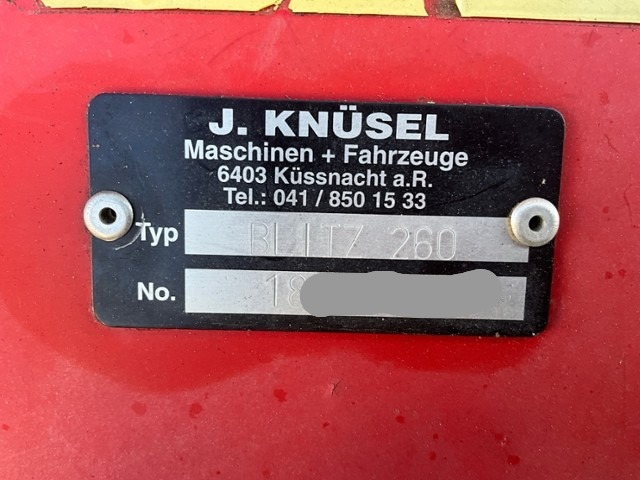 J. KNÜSEL
Maschinen + Fahrzeuge
6403 Küssnacht a.R.
Tel.: 041 / 850 15 33
Typ BLITZ 260
No. 18